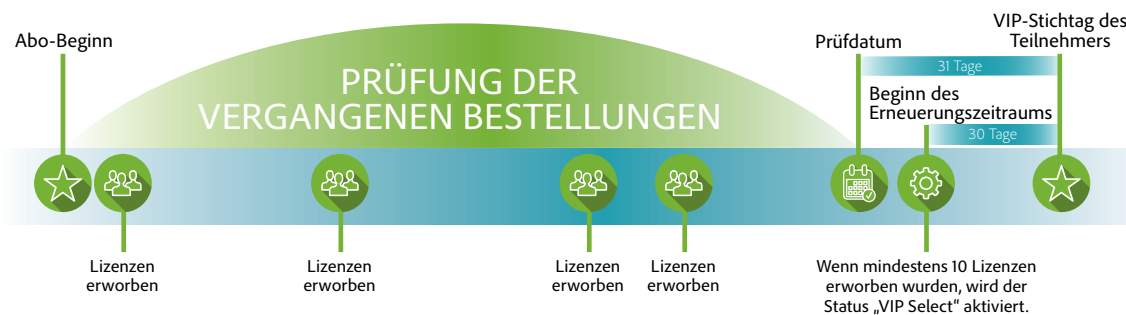 Abo-Beginn
PRÜFUNG DER
VERGANGENEN BESTELLUNGEN
Prüfdatum
VIP-Stichtag des
Teilnehmers
31 Tage
Beginn des
Erneuerungszeitraums
30 Tage
Lizenzen
erworben
Lizenzen
erworben
Lizenzen
erworben
Lizenzen
erworben
Wenn mindestens 10 Lizenzen
erworben wurden, wird der
Status „VIP Select“ aktiviert.